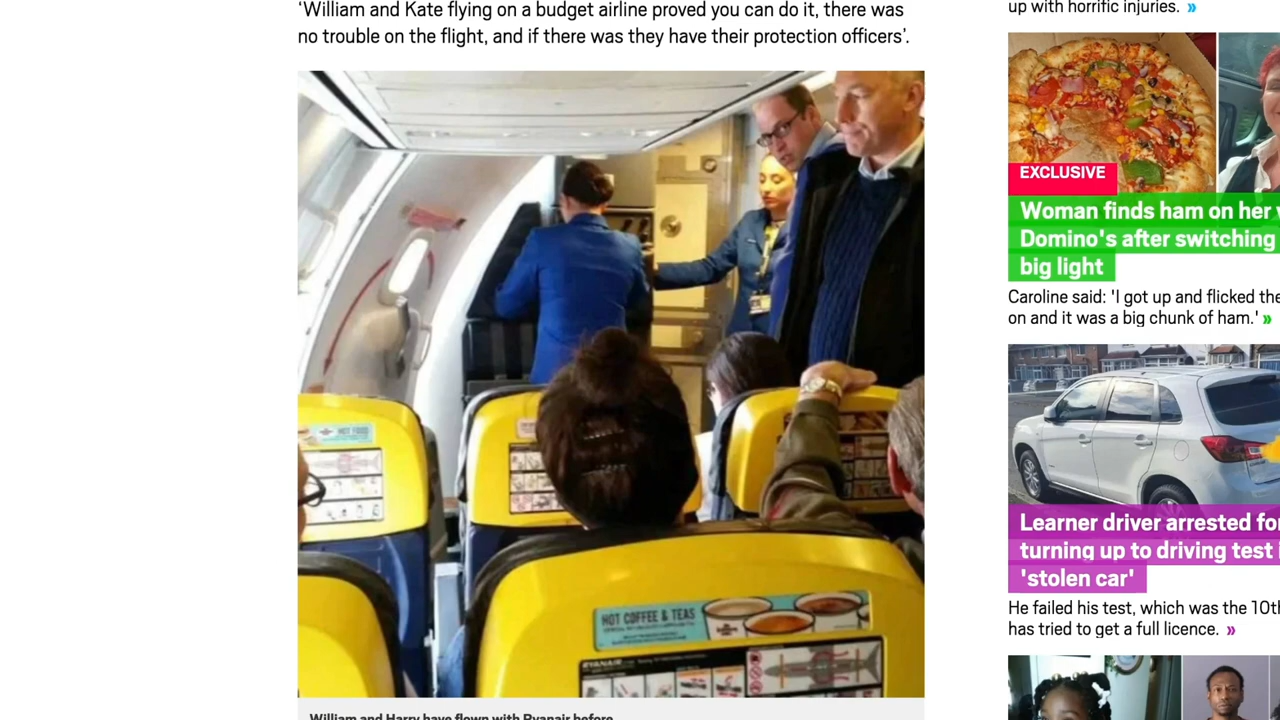 ‘William and Kate flying on a budget airline proved you can do it, there was
no trouble on the flight, and if there was they have their protection officers’.
HOT FOOD
HOT COFFEE & TEAS
RYANAIR
William and Harry have flown with Ryanair before
up with horrific injuries. »
EXCLUSIVE
Woman finds ham on her
Domino's after switching
big light
Caroline said: 'I got up and flicked the
on and it was a big chunk of ham.' »
Learner driver arrested fo
turning up to driving test
'stolen car'
He failed his test, which was the 10th
has tried to get a full licence. »